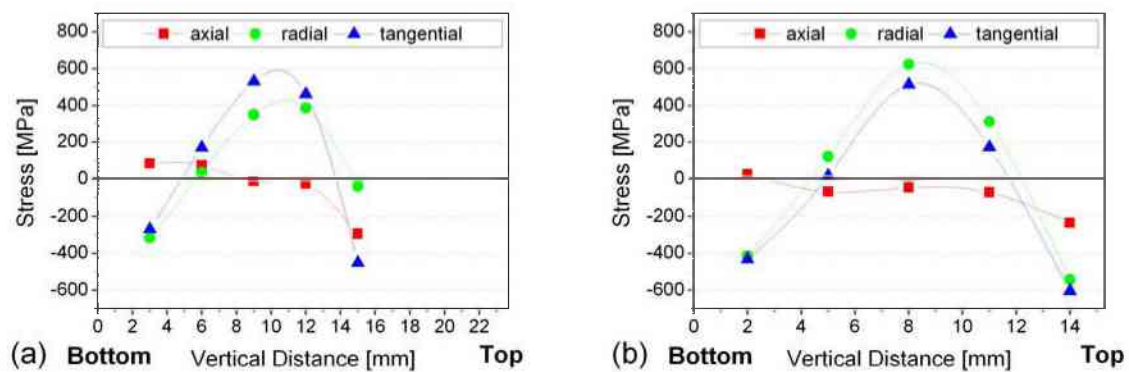 800
600
400
200
0
-200
-400
-600
Stress [MPa]
axial radial tangential
0 2 4 6 8 10 12 14 16 18 20 22
(a) Bottom Vertical Distance [mm] Top
800
600
400
200
0
-200
-400
-600
Stress [MPa]
axial radial tangential
0 2 4 6 8 10 12 14
(b) Bottom Vertical Distance [mm] Top